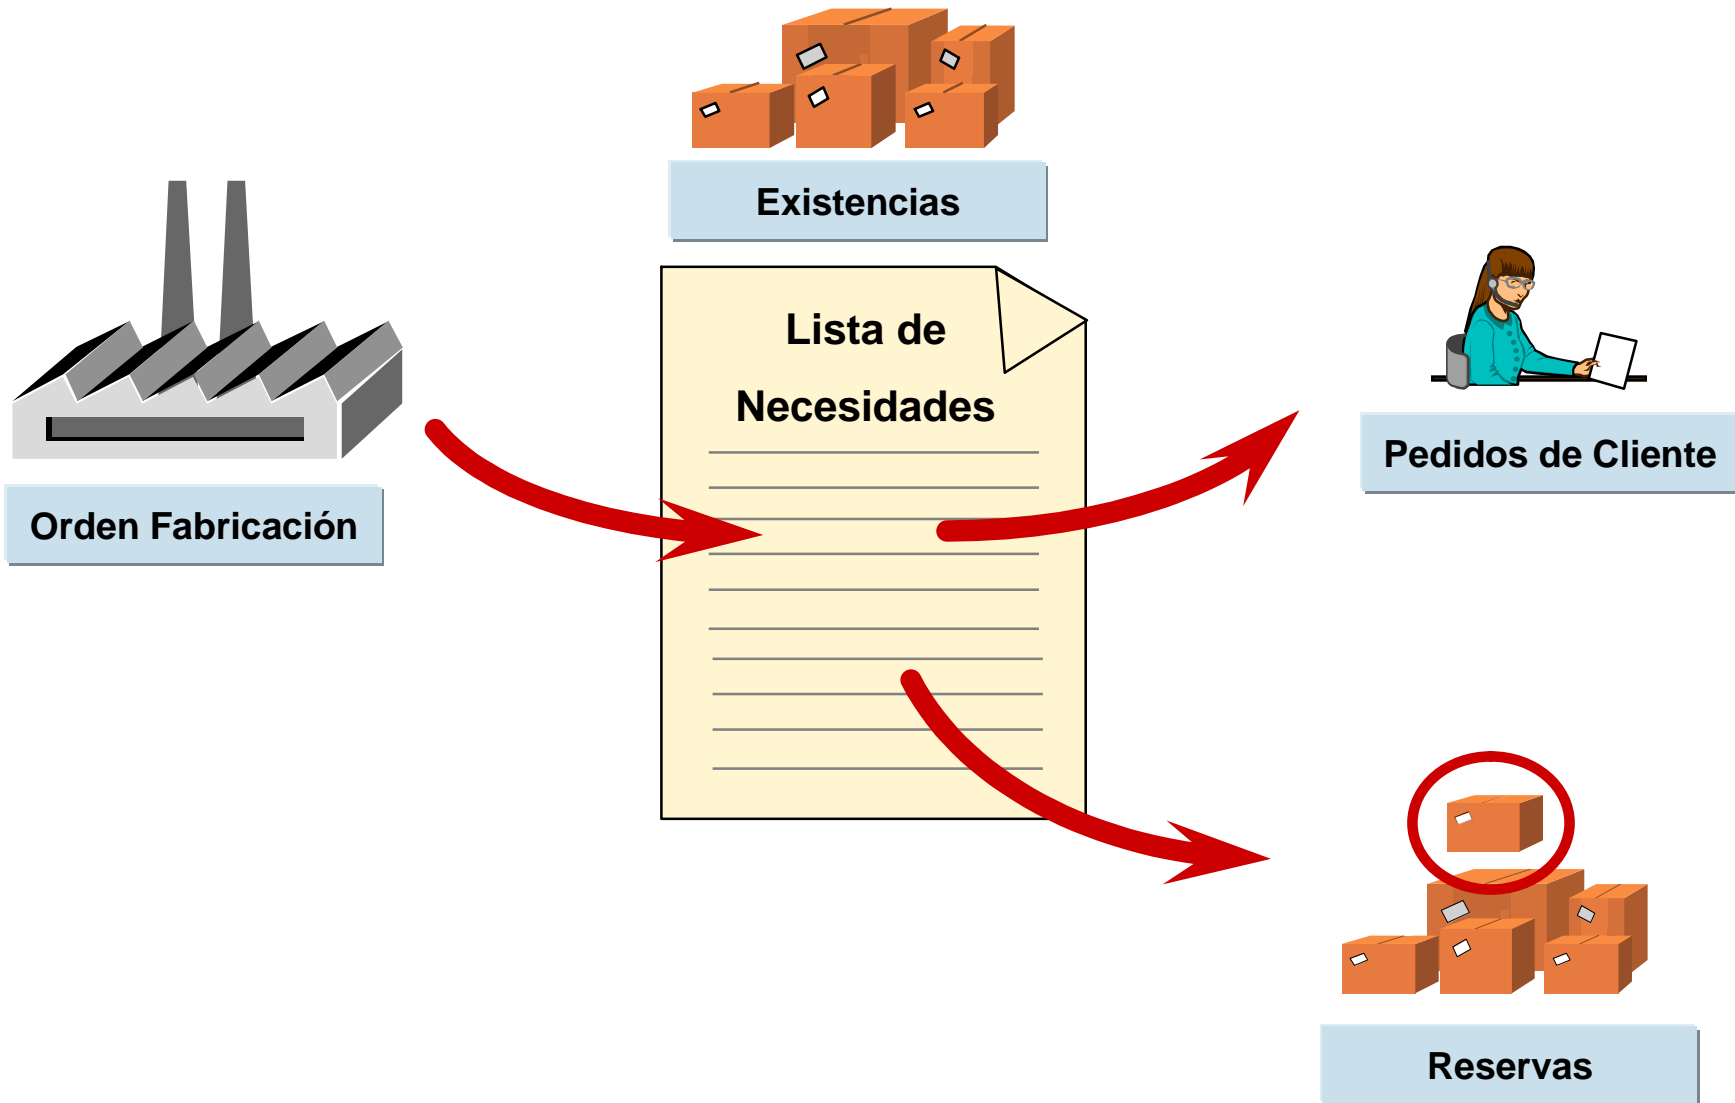 Existencias
Lista de
Necesidades
Pedidos de Cliente
Orden Fabricación
Reservas